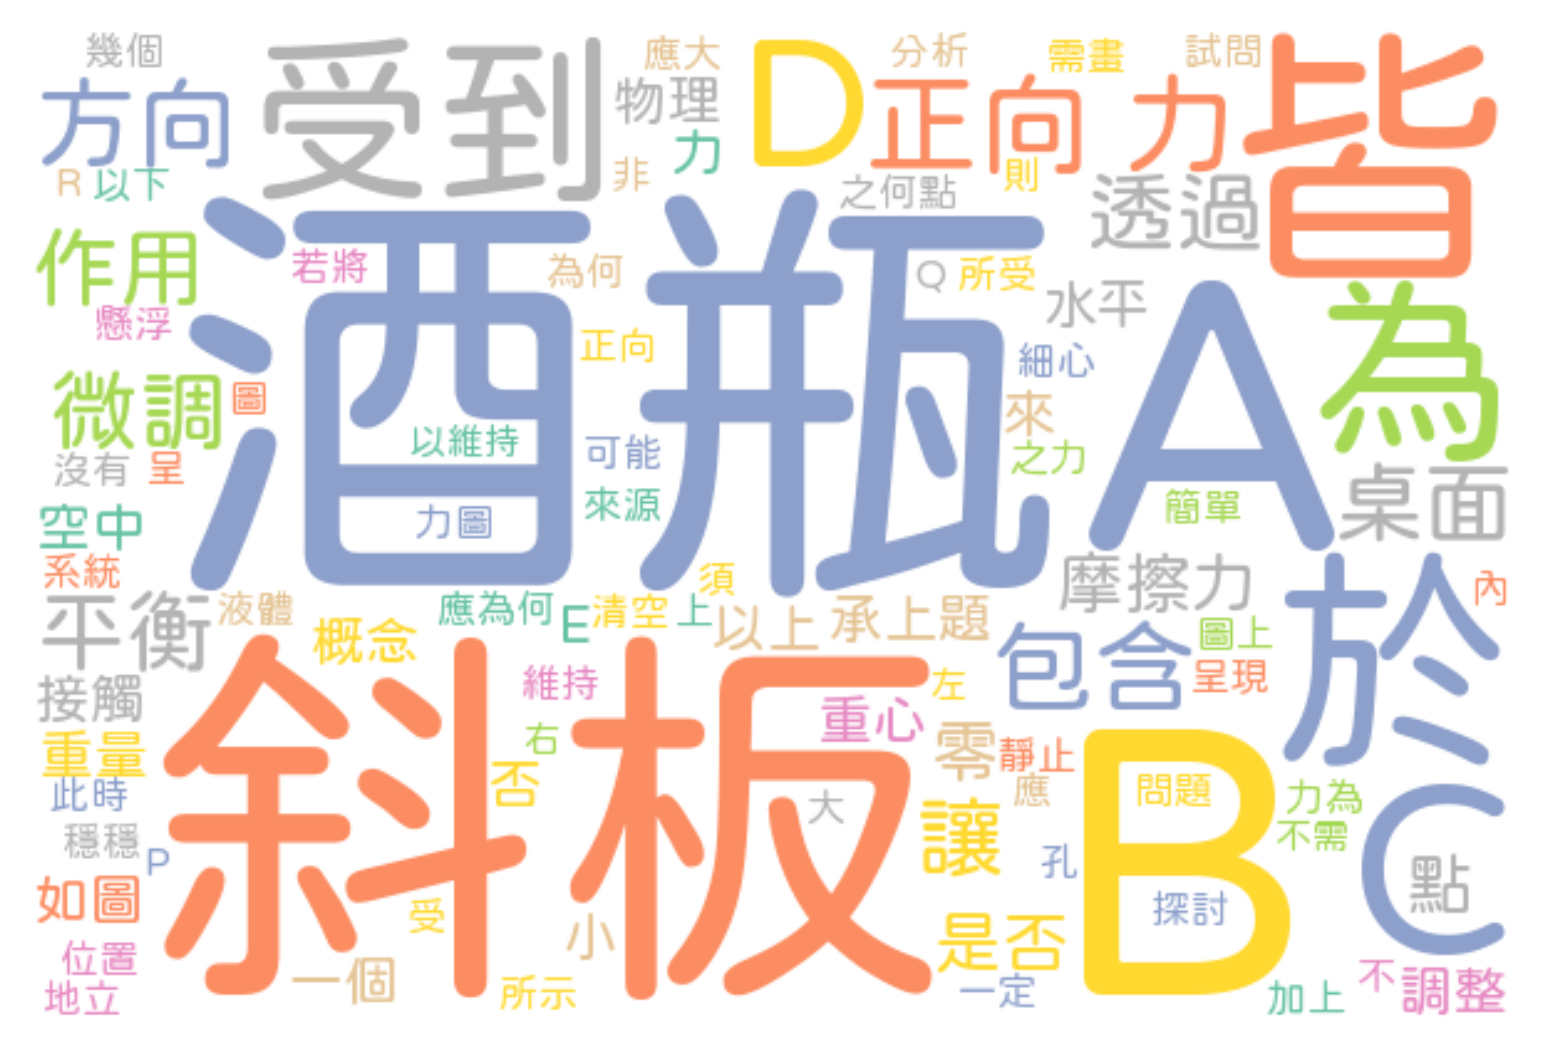 幾個
應大
分析
需畫
試問
方向
受到
物理
D
正向
力
皆
力
非
則
R
以下
之何點
透過
作用
酒瓶
若將
為何
Q
所受
水平
A
為
懸浮
正向
細心
微調
圖
來
以維持
可能
之力
沒有
呈
桌面
空中
力圖
來源
簡單
系統
須
摩擦力
於
內
平衡
液體
應為何
E
清空
上
以上
承上題
概念
包含
圖上
呈現
接觸
斜板
維持
左
重心
右
零
靜止
重量
否
B
問題
力為
此時
大
應
C
不需
穩穩
讓
P
孔
點
如圖
受
小
探討
是否
位置
一個
所示
一定
不
調整
地立
加上